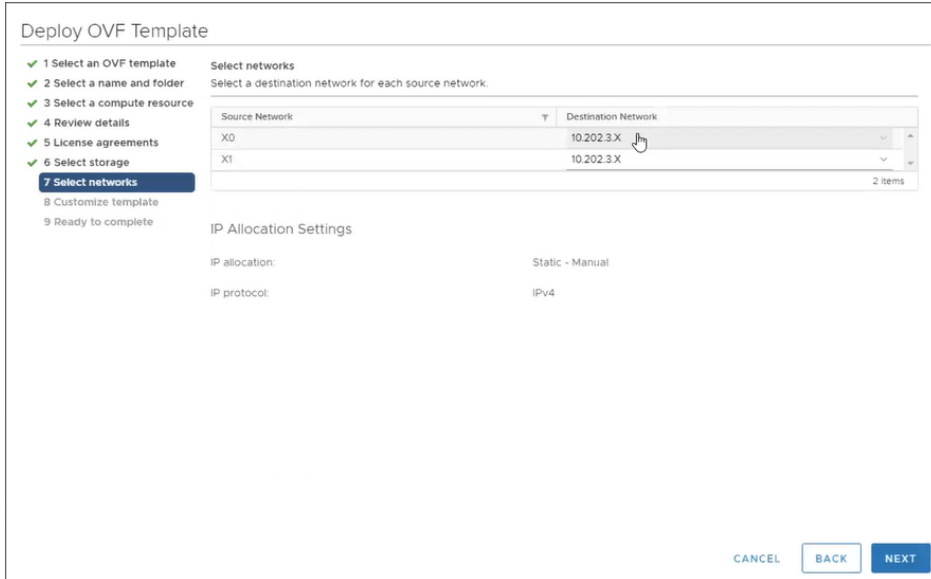 Deploy OVF Template
1 Select an OVF template
2 Select a name and folder
3 Select a compute resource
4 Review details
5 License agreements
6 Select storage
7 Select networks
8 Customize template
9 Ready to complete
Select networks
Select a destination network for each source network.
Source Network Destination Network
X0 10.202.3.X
X1 10.202.3.X
2 items
IP Allocation Settings
IP allocation: Static - Manual
IP protocol: IPv4
CANCEL BACK NEXT